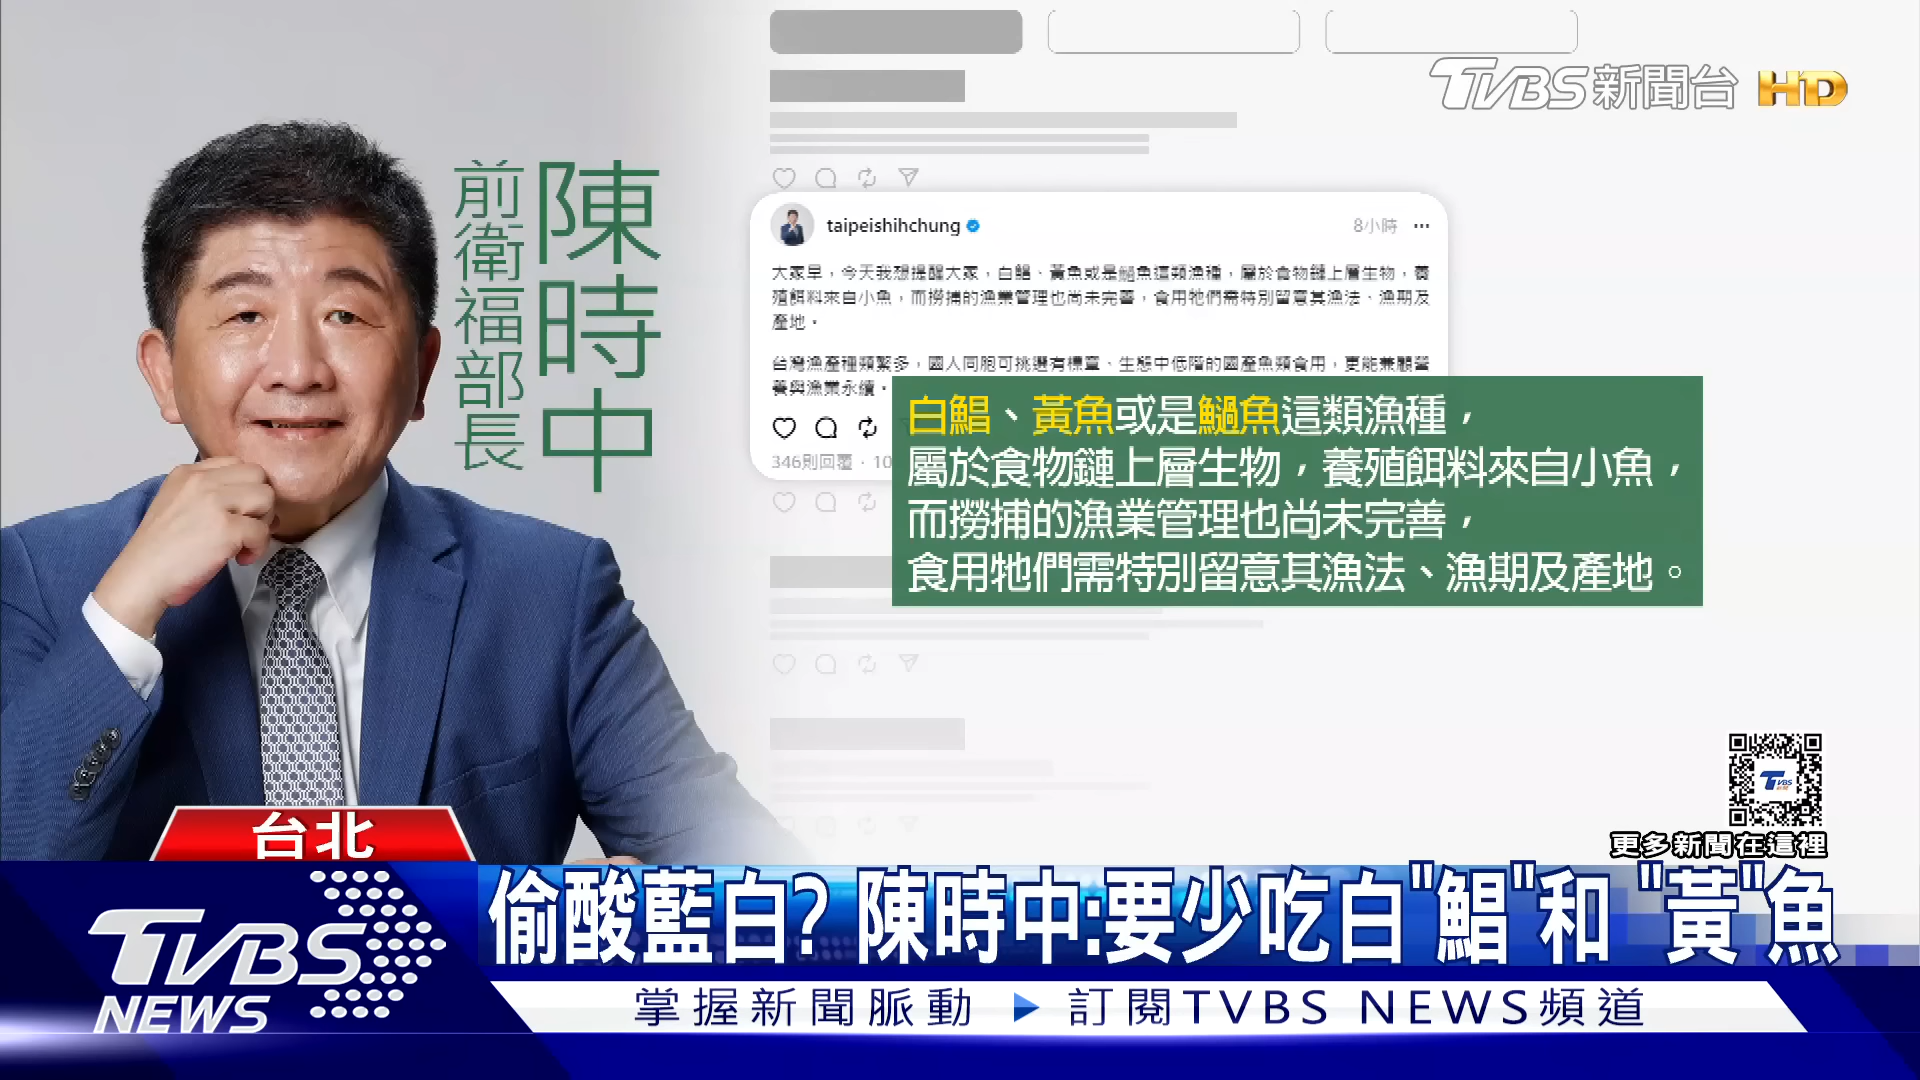 TVBS新聞台 HD
陳時中
前衛福部長
taipeishihchung
8小時
大家早，今天我想提醒大家，白鯧、黃魚或是鮸魚這類漁種，屬於食物鏈上層生物，養
殖餌料來自小魚，而撈捕的漁業管理也尚未完善，食用牠們需特別留意其漁法、漁期及
產地。
台灣漁產種類繁多，國人同胞可挑選有標章、生態中低階的國產魚類食用，更能兼顧營
養與漁業永續。
346則回覆 · 10
白鯧、黃魚或是鮸魚這類漁種，
屬於食物鏈上層生物，養殖餌料來自小魚，
而撈捕的漁業管理也尚未完善，
食用牠們需特別留意其漁法、漁期及產地。
TVBS
新聞
更多新聞在這裡
台北
偷酸藍白? 陳時中:要少吃白"鯧"和 "黃"魚
TVBS
NEWS
掌握新聞脈動 ▶ 訂閱TVBS NEWS頻道